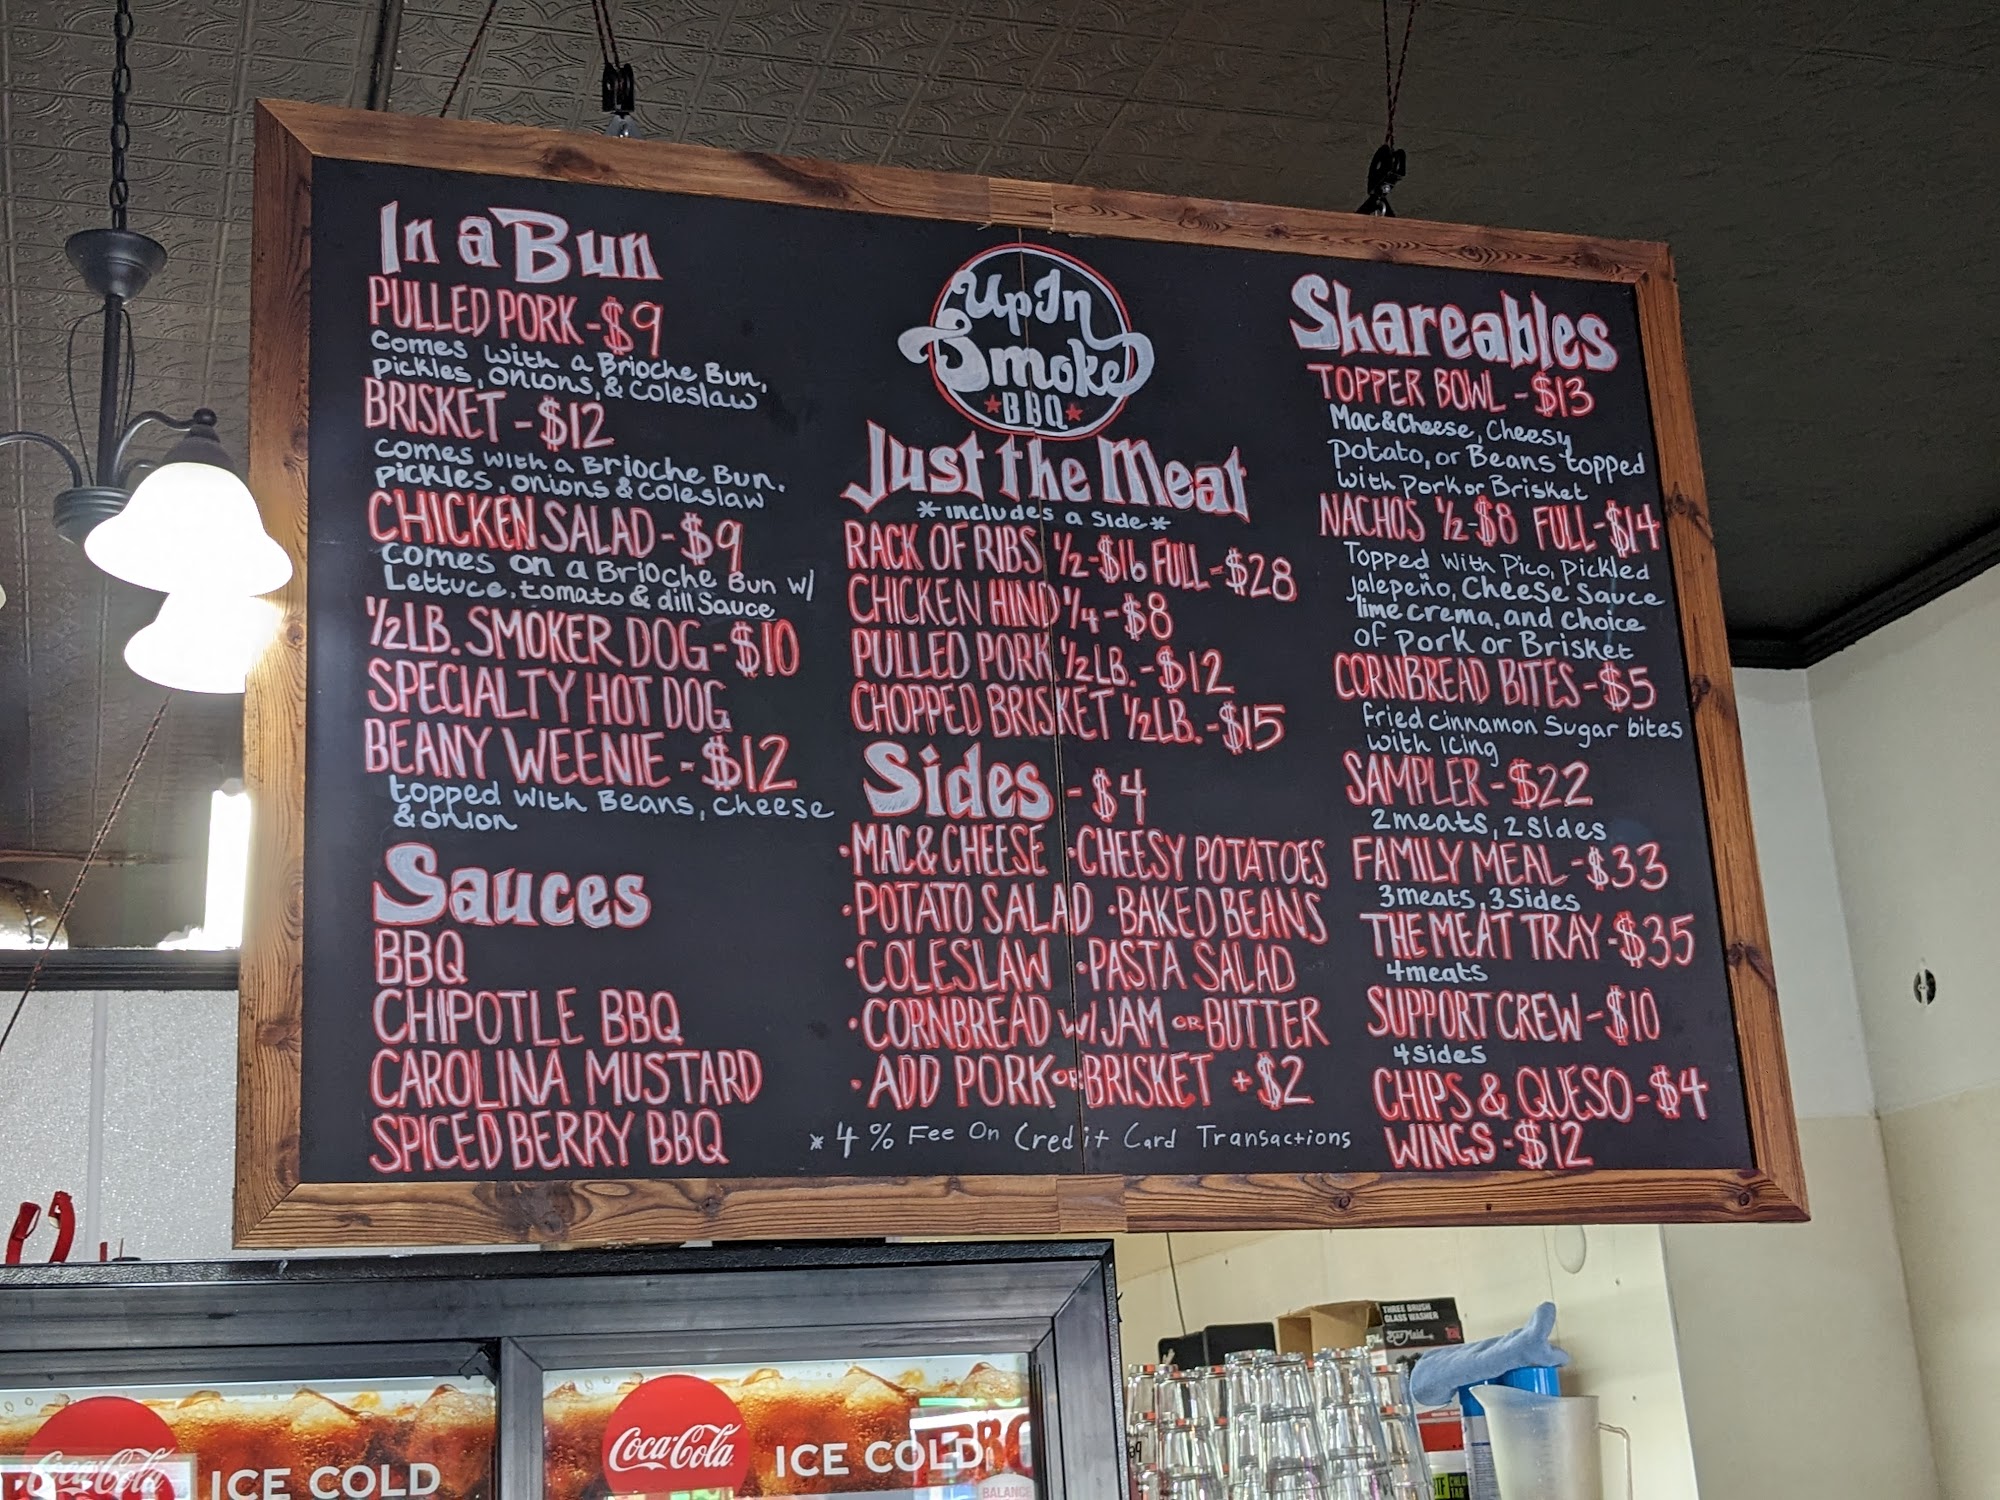 In a Bun
PULLED PORK - $9
Comes with a Brioche Bun,
pickles, onions, & coleslaw
BRISKET - $12
Comes with a Brioche Bun,
pickles, onions & coleslaw
CHICKEN SALAD - $9
Comes on a Brioche Bun w/
Lettuce, tomato & dill sauce
1/2 LB. SMOKER DOG - $10
SPECIALTY HOT DOG
BEANY WEENIE - $12
topped with Beans, cheese
& onion
Sauces
BBQ
CHIPOTLE BBQ
CAROLINA MUSTARD
SPICED BERRY BBQ
Up In
Smoke
BBQ
Just the Meat
*includes a side*
RACK OF RIBS 1/2 - $16 FULL - $28
CHICKEN HIND 1/4 - $8
PULLED PORK 1/2 LB. - $12
CHOPPED BRISKET 1/2 LB. - $15
Sides - $4
• MAC & CHEESE • CHEESY POTATOES
• POTATO SALAD • BAKED BEANS
• COLESLAW • PASTA SALAD
• CORNBREAD w/ JAM OR BUTTER
• ADD PORK OR BRISKET +$2
* 4% Fee On Credit Card Transactions
Shareables
TOPPER BOWL - $13
Mac & Cheese, Cheesy
potato, or Beans topped
with pork or Brisket
NACHOS 1/2 - $8 FULL - $14
Topped with Pico, pickled
Jalepeño, Cheese Sauce
lime crema, and choice
of pork or Brisket
CORNBREAD BITES - $5
fried cinnamon sugar bites
with icing
SAMPLER - $22
2 meats, 2 sides
FAMILY MEAL - $33
3 meats, 3 sides
THE MEAT TRAY - $35
4 meats
SUPPORT CREW - $10
4 sides
CHIPS & QUESO - $4
WINGS - $12
THREE BRUSH
GLASS WASHER
Coca-Cola ICE COLD
Coca-Cola ICE COLD